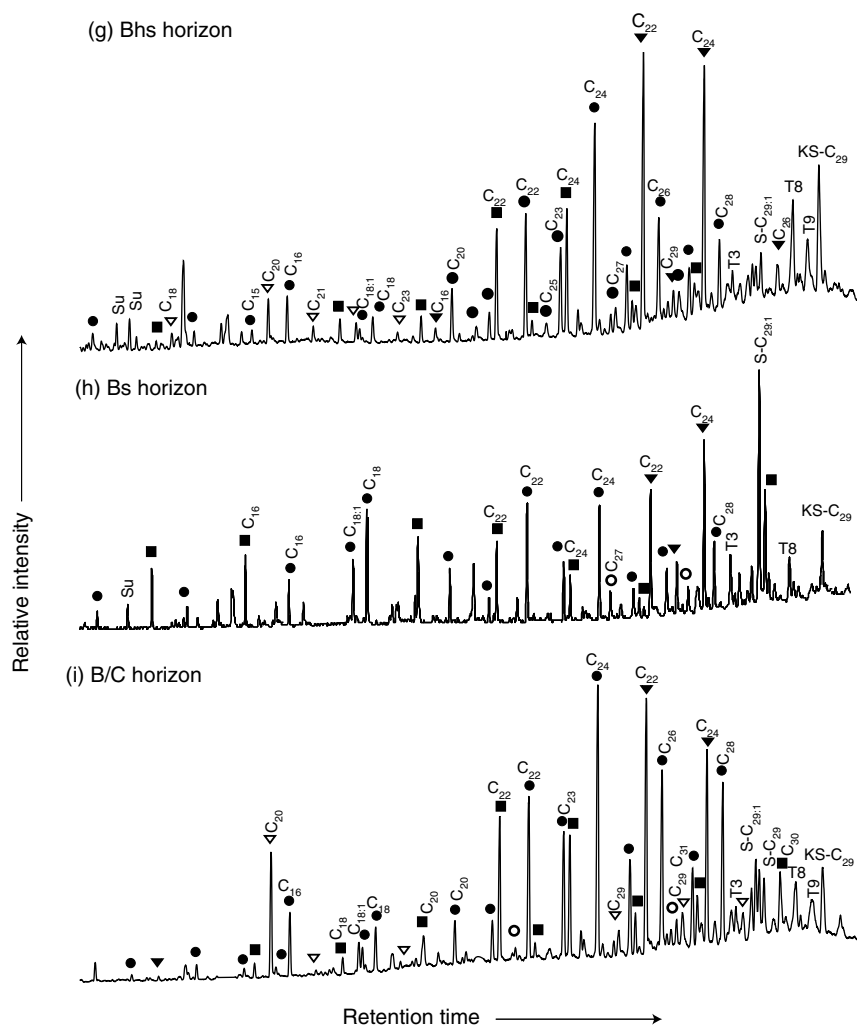 (g) Bhs horizon
Su
Su
C18
C15
C20
C16
C21
C18:1
C18
C23
C16
C20
C22
C22
C25
C23
C24
C24
C27
C22
C26
C29
C24
C28
T3
S-C29:1
C26
T8
T9
KS-C29
(h) Bs horizon
Su
C16
C16
C18:1
C18
C22
C22
C24
C24
C27
C22
C24
C28
T3
S-C29:1
T8
KS-C29
(i) B/C horizon
C20
C16
C18
C18:1
C18
C20
C20
C22
C22
C23
C24
C29
C22
C26
C29
C31
C24
C28
T3
S-C29:1
S-C29
C30
T8
T9
KS-C29
Relative intensity
Retention time